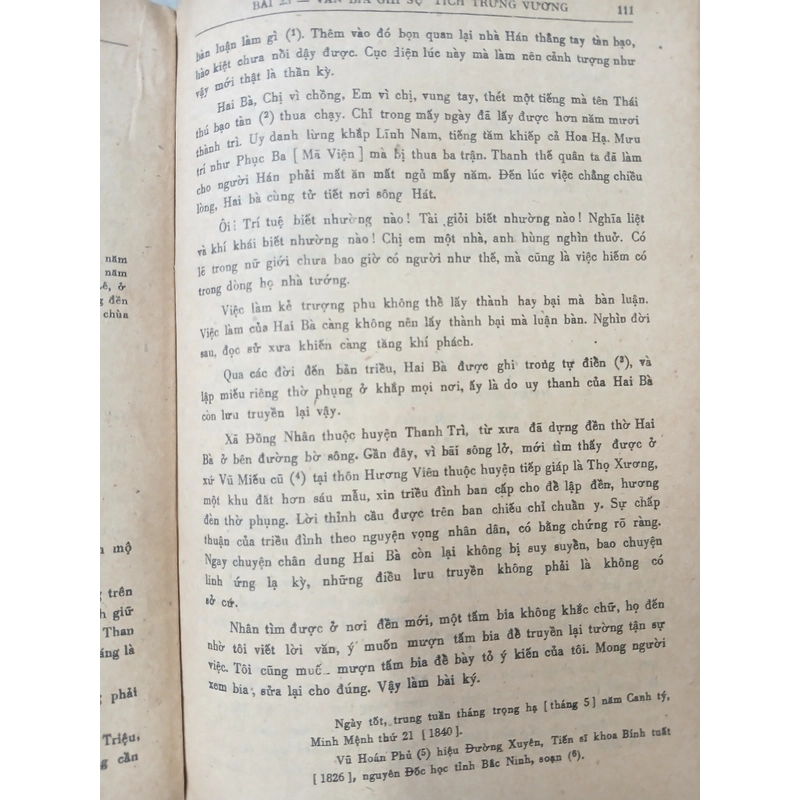 BÀI 23 — VĂN BIA GHI SỰ TÍCH TRƯNG VƯƠNG 111
bàn luận làm gì (1). Thêm vào đó bọn quan lại nhà Hán thẳng tay tàn bạo,
hào kiệt chưa nổi dậy được. Cục diện lúc này mà làm nên cảnh tượng như
vậy mới thật là thần kỳ.
Hai Bà, Chị vì chồng, Em vì chị, vung tay, thét một tiếng mà tên Thái
thú bạo tàn (2) thua chạy. Chỉ trong mấy ngày đã lấy được hơn năm mươi
thành trì. Uy danh lừng khắp Lĩnh Nam, tiếng tăm khiếp cả Hoa Hạ. Mưu
trí như Phục Ba [ Mã Viện ] mà bị thua ba trận. Thanh thế quân ta đã làm
cho người Hán phải mất ăn mất ngủ mấy năm. Đến lúc việc chẳng chiều
lòng, Hai bà cùng tử tiết nơi sông Hát.
Ôi ! Trí tuệ biết nhường nào ! Tài giỏi biết nhường nào ! Nghĩa liệt
và khí khái biết nhường nào ! Chị em một nhà, anh hùng nghìn thuở. Có
lẽ trong nữ giới chưa bao giờ có người như thế, mà cũng là việc hiếm có
trong dòng họ nhà tướng.
Việc làm kẻ trượng phu không thể lấy thành hay bại mà bàn luận.
Việc làm của Hai Bà càng không nên lấy thành bại mà luận bàn. Nghìn đời
sau, đọc sử xưa khiến càng tăng khí phách.
Qua các đời đến bản triều, Hai Bà được ghi trong tự điển (3), và
lập miếu riêng thờ phụng ở khắp mọi nơi, ấy là do uy thanh của Hai Bà
còn lưu truyền lại vậy.
Xã Đồng Nhân thuộc huyện Thanh Trì, từ xưa đã dựng đền thờ Hai
Bà ở bên đường bờ sông. Gần đây, vì bãi sông lở, mới tìm thấy được ở
xứ Vũ Miếu cũ (4) tại thôn Hương Viên thuộc huyện tiếp giáp là Thọ Xương,
một khu đất hơn sáu mẫu, xin triều đình ban cấp cho để lập đền, hương
đèn thờ phụng. Lời thỉnh cầu được trên ban chiếu chỉ chuẩn y. Sự chấp
thuận của triều đình theo nguyện vọng nhân dân, có bằng chứng rõ ràng.
Ngay chuyện chân dung Hai Bà còn lại không bị suy suyển, bao chuyện
linh ứng lạ kỳ, những điều lưu truyền không phải là không có
sở cứ.
Nhân tìm được ở nơi đền mới, một tấm bia không khắc chữ, họ đến
nhờ tôi viết lời văn, ý muốn mượn tấm bia để truyền lại tường tận sự
việc. Tôi cũng muố mượn tấm bia để bày tỏ ý kiến của tôi. Mong người
xem bia, sửa lại cho đúng. Vậy làm bài ký.
Ngày tốt, trung tuần tháng trọng hạ [ tháng 5 ] năm Canh tý,
Minh Mệnh thứ 21 [ 1840 ].
Vũ Hoán Phủ (5) hiệu Đường Xuyên, Tiến sĩ khoa Bính tuất
[ 1826 ], nguyên Đốc học tỉnh Bắc Ninh, soạn (6).
năm
năm
ê, ở
đến
chùa
mộ
trên
giữ
Than
là
phải
Triệu,
cần